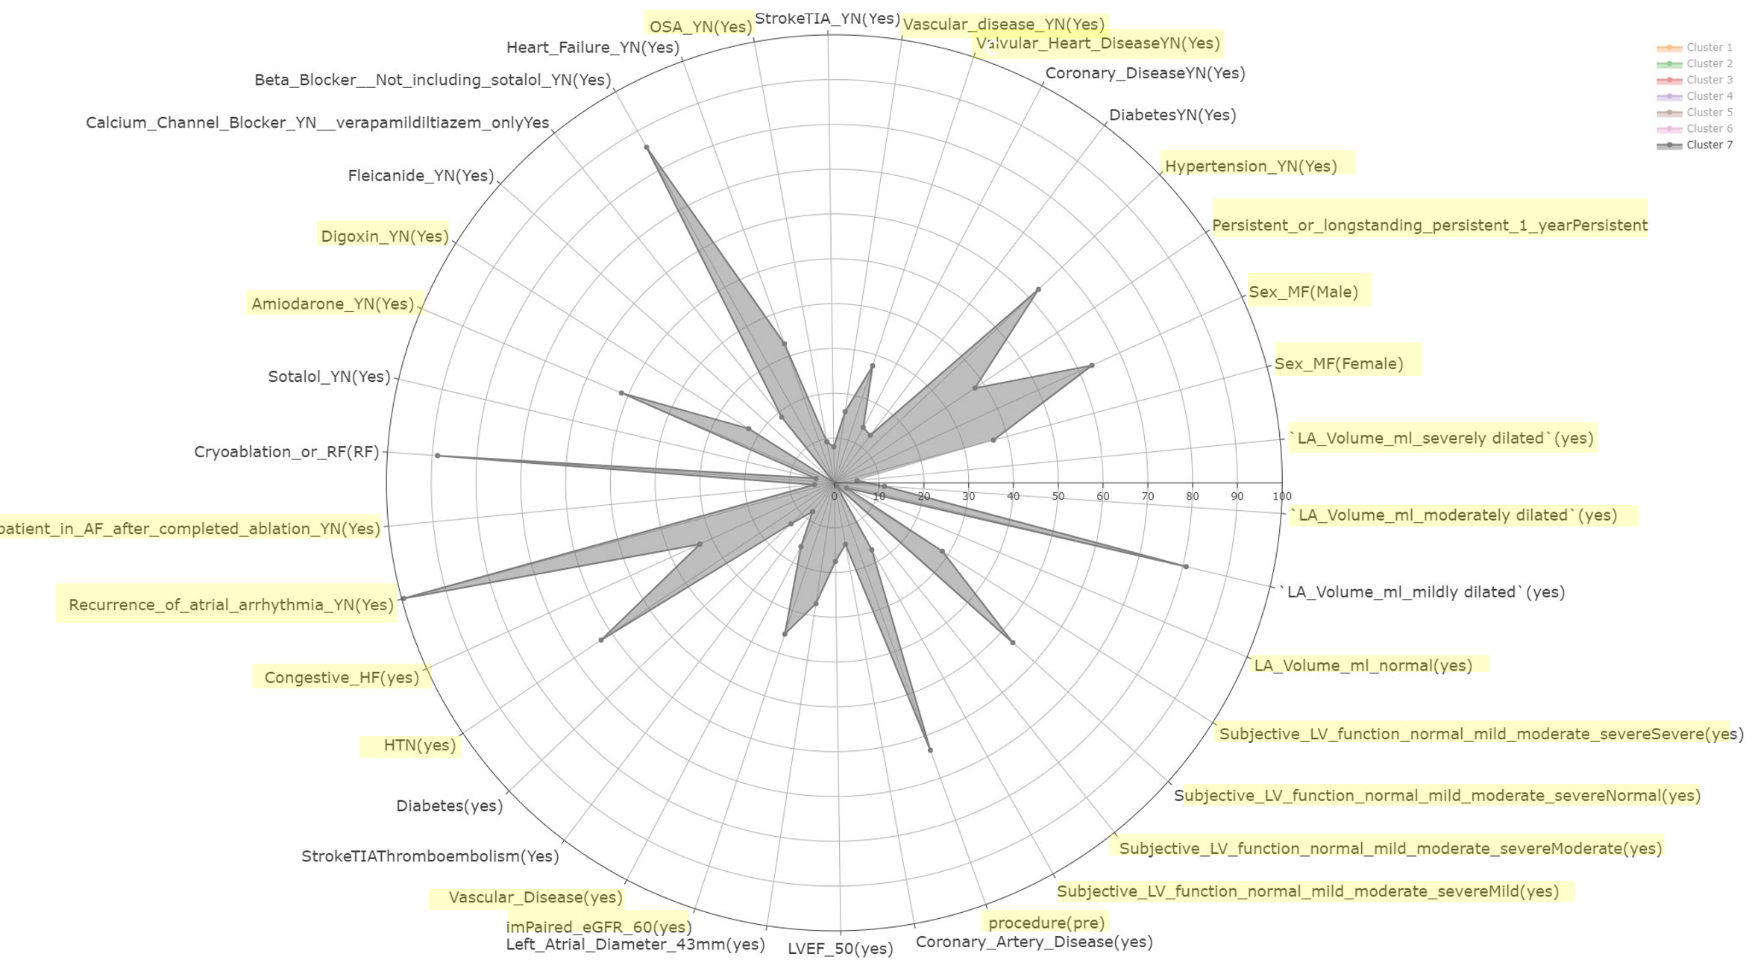 StrokeTIA_YN(Yes)
OSA_YN(Yes)
Vascular_disease_YN(Yes)
Heart_Failure_YN(Yes)
Valvular_Heart_DiseaseYN(Yes)
Beta_Blocker__Not_including_sotalol_YN(Yes)
Coronary_DiseaseYN(Yes)
Calcium_Channel_Blocker_YN__verapamildiltiazem_onlyYes
DiabetesYN(Yes)
Fleicanide_YN(Yes)
Hypertension_YN(Yes)
Digoxin_YN(Yes)
Persistent_or_longstanding_persistent_1_yearPersistent
Amiodarone_YN(Yes)
Sex_MF(Male)
Sotalol_YN(Yes)
Sex_MF(Female)
Cryoablation_or_RF(RF)
`LA_Volume_ml_severely dilated`(yes)
0 10 20 30 40 50 60 70 80 90 100
patient_in_AF_after_completed_ablation_YN(Yes)
`LA_Volume_ml_moderately dilated`(yes)
Recurrence_of_atrial_arrhythmia_YN(Yes)
`LA_Volume_ml_mildly dilated`(yes)
Congestive_HF(yes)
LA_Volume_ml_normal(yes)
HTN(yes)
Subjective_LV_function_normal_mild_moderate_severeSevere(yes)
Diabetes(yes)
Subjective_LV_function_normal_mild_moderate_severeNormal(yes)
StrokeTIAThromboembolism(Yes)
Subjective_LV_function_normal_mild_moderate_severeModerate(yes)
Vascular_Disease(yes)
Subjective_LV_function_normal_mild_moderate_severeMild(yes)
imPaired_eGFR_60(yes)
procedure(pre)
Left_Atrial_Diameter_43mm(yes)
LVEF_50(yes)
Coronary_Artery_Disease(yes)
Cluster 1
Cluster 2
Cluster 3
Cluster 4
Cluster 5
Cluster 6
Cluster 7